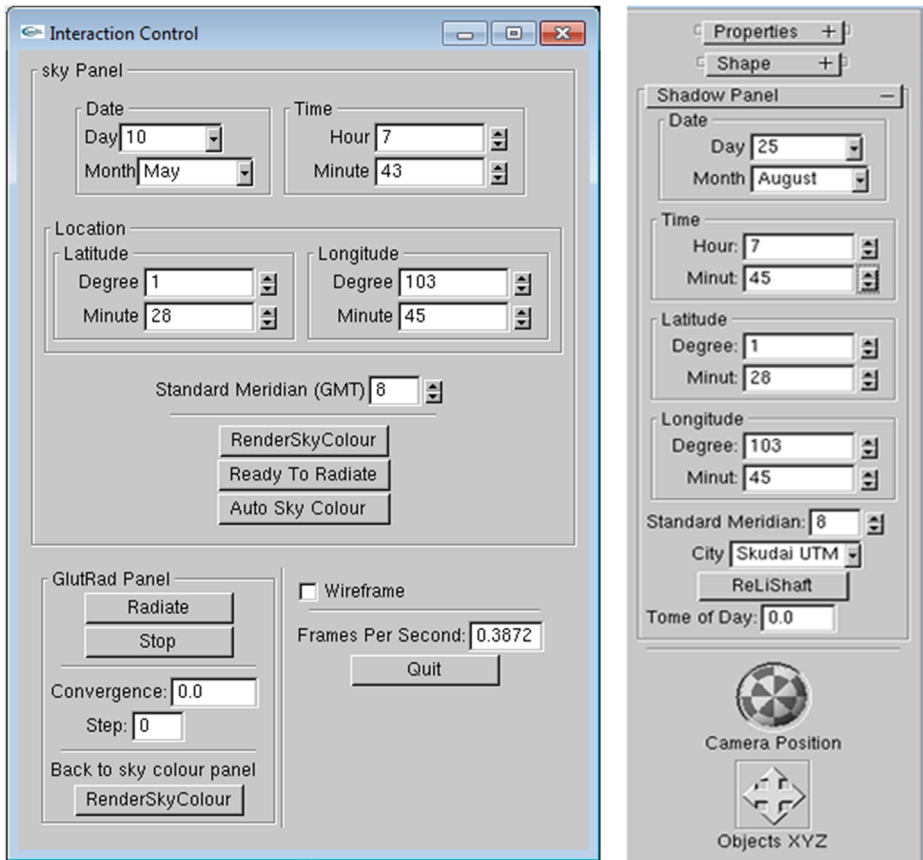 Interaction Control
sky Panel
Date
Day 10
Month May
Time
Hour 7
Minute 43
Location
Latitude
Degree 1
Minute 28
Longitude
Degree 103
Minute 45
Standard Meridian (GMT) 8
RenderSkyColour
Ready To Radiate
Auto Sky Colour
GlutRad Panel
Radiate
Stop
Convergence: 0.0
Step: 0
Back to sky colour panel
RenderSkyColour
Wireframe
Frames Per Second: 0.3872
Quit
Properties +
Shape +
Shadow Panel −
Date
Day 25
Month August
Time
Hour: 7
Minut: 45
Latitude
Degree: 1
Minut: 28
Longitude
Degree: 103
Minut: 45
Standard Meridian: 8
City Skudai UTM
ReLiShaft
Tome of Day: 0.0
Camera Position
Objects XYZ